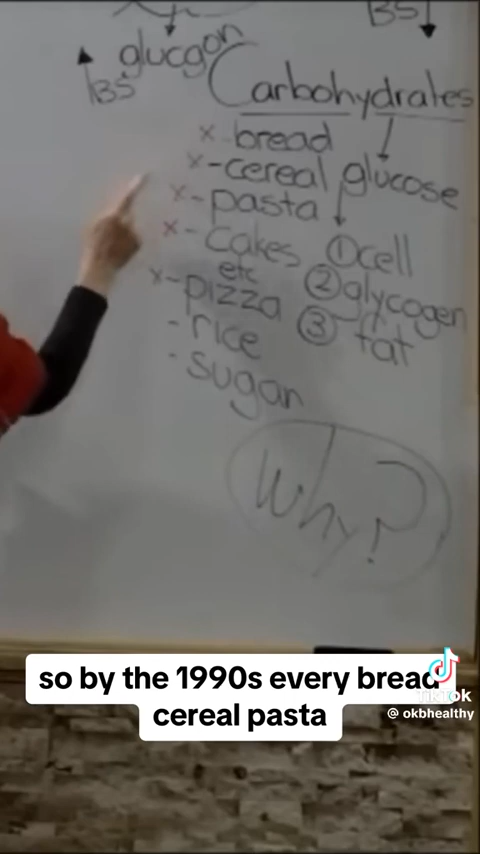 BS
glucgon
BS
Carbohydrates
x - bread
x - cereal glucose
x - pasta
x - cakes ① cell
etc ② glycogen
x - pizza ③ fat
- rice
- sugar
Why?
so by the 1990s every bread
cereal pasta
TikTok
@ okbhealthy